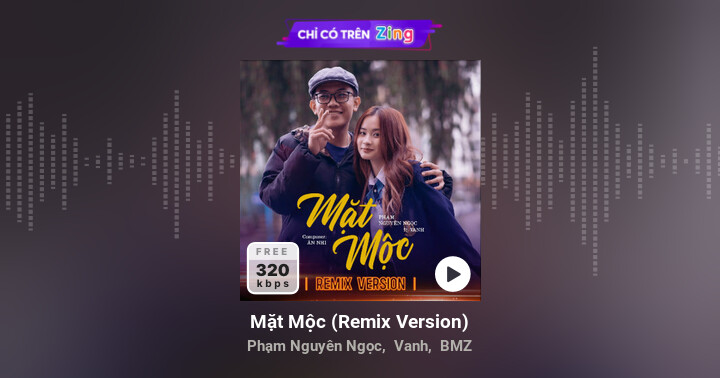 CHỈ CÓ TRÊN Zing
Mặt
PHẠM
NGUYÊN NGỌC
ft. VANH
Mộc
Composer:
ÂN NHI
FREE
320
kbps
REMIX VERSION
Mặt Mộc (Remix Version)
Phạm Nguyên Ngọc, Vanh, BMZ